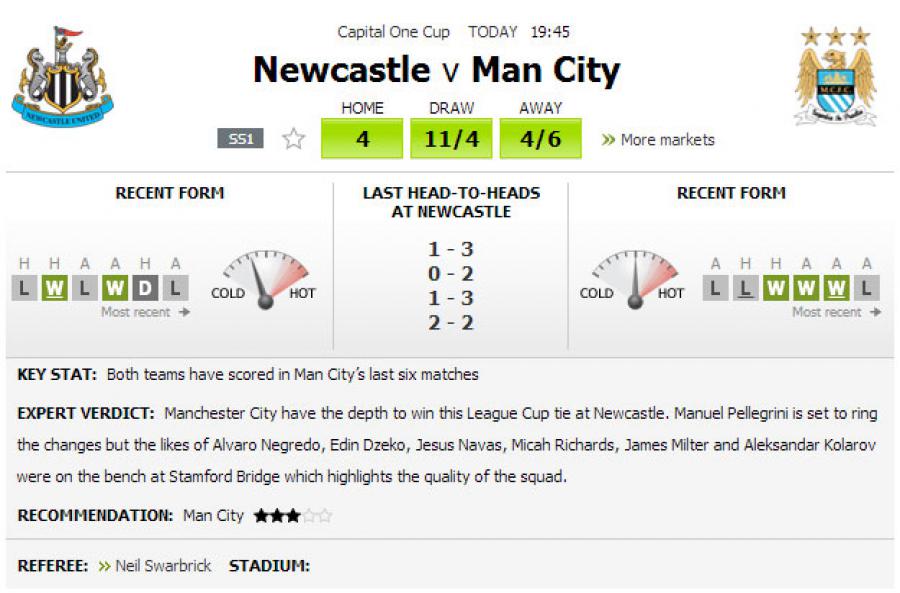 Capital One Cup TODAY 19:45
Newcastle v Man City
HOME DRAW AWAY
SS1 4 11/4 4/6 More markets
NEWCASTLE UNITED
M.C.F.C.
RECENT FORM
H H A A H A
L W L W D L
Most recent
COLD HOT
LAST HEAD-TO-HEADS
AT NEWCASTLE
1 - 3
0 - 2
1 - 3
2 - 2
RECENT FORM
COLD HOT
A H H A A A
L L W W W L
Most recent
KEY STAT: Both teams have scored in Man City's last six matches
EXPERT VERDICT: Manchester City have the depth to win this League Cup tie at Newcastle. Manuel Pellegrini is set to ring
the changes but the likes of Alvaro Negredo, Edin Dzeko, Jesus Navas, Micah Richards, James Milter and Aleksandar Kolarov
were on the bench at Stamford Bridge which highlights the quality of the squad.
RECOMMENDATION: Man City
REFEREE: Neil Swarbrick STADIUM: